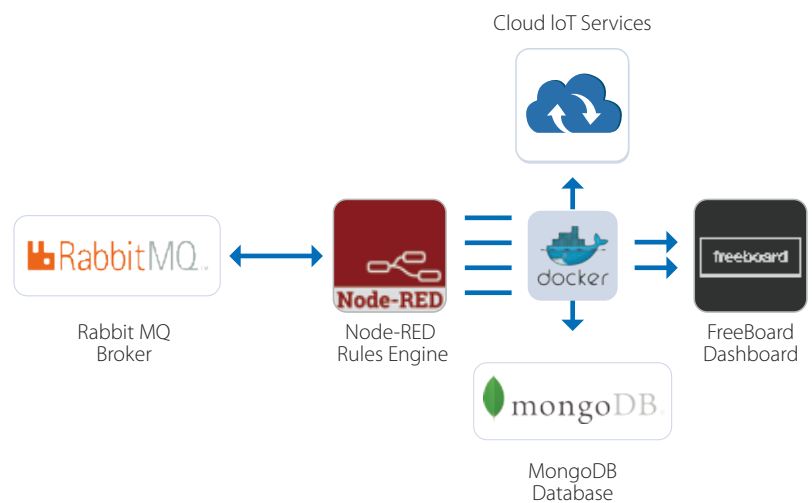 Cloud IoT Services
RabbitMQ
Node-RED
docker
freeboard
Rabbit MQ
Broker
Node-RED
Rules Engine
FreeBoard
Dashboard
mongoDB
MongoDB
Database